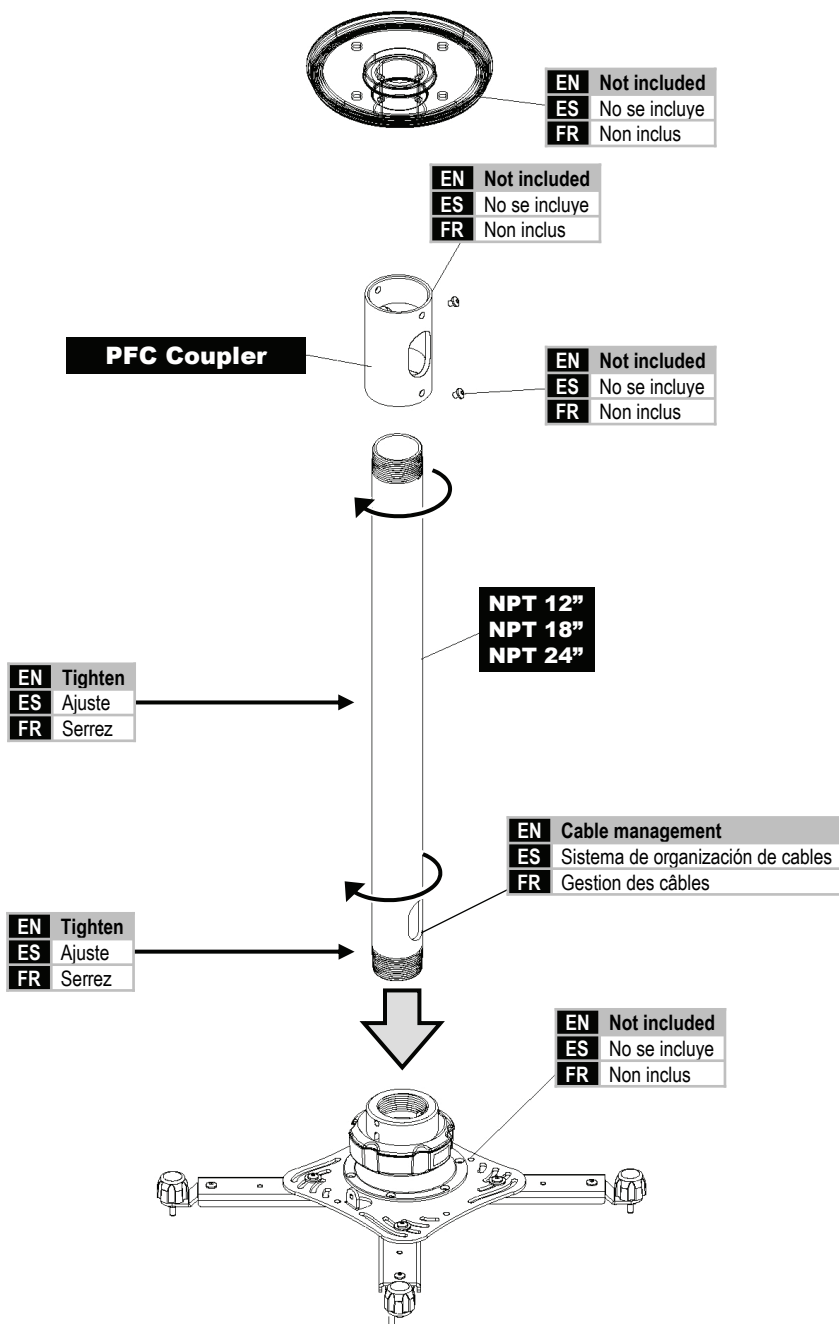 EN Not included
ES No se incluye
FR Non inclus
EN Not included
ES No se incluye
FR Non inclus
PFC Coupler
EN Not included
ES No se incluye
FR Non inclus
NPT 12”
NPT 18”
NPT 24”
EN Tighten
ES Ajuste
FR Serrez
EN Cable management
ES Sistema de organización de cables
FR Gestion des câbles
EN Tighten
ES Ajuste
FR Serrez
EN Not included
ES No se incluye
FR Non inclus